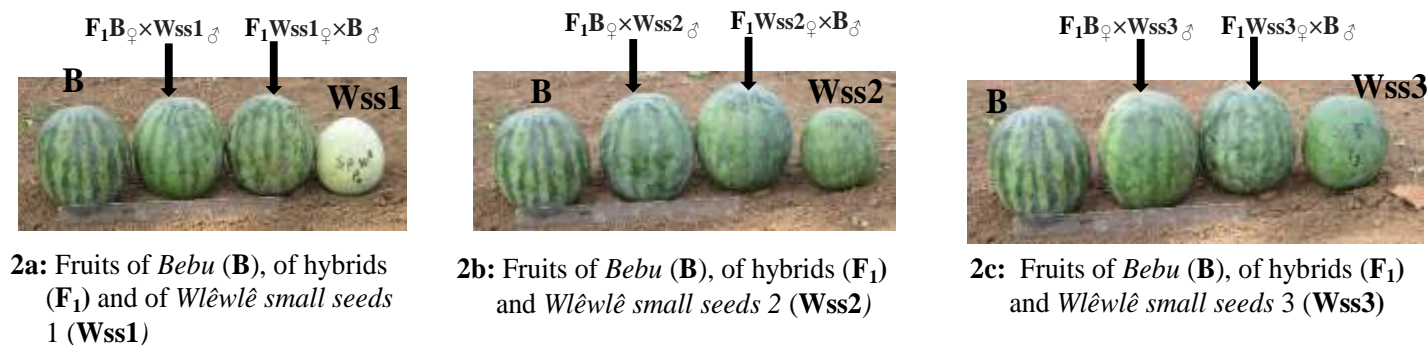 F₁B♀×Wss1♂ F₁Wss1♀×B♂
B
Wss1
2a: Fruits of Bebu (B), of hybrids
(F₁) and of Wlêwlê small seeds
1 (Wss1)
F₁B♀×Wss2♂ F₁Wss2♀×B♂
B
Wss2
2b: Fruits of Bebu (B), of hybrids (F₁)
and Wlêwlê small seeds 2 (Wss2)
F₁B♀×Wss3♂ F₁Wss3♀×B♂
B
Wss3
2c: Fruits of Bebu (B), of hybrids (F₁)
and Wlêwlê small seeds 3 (Wss3)